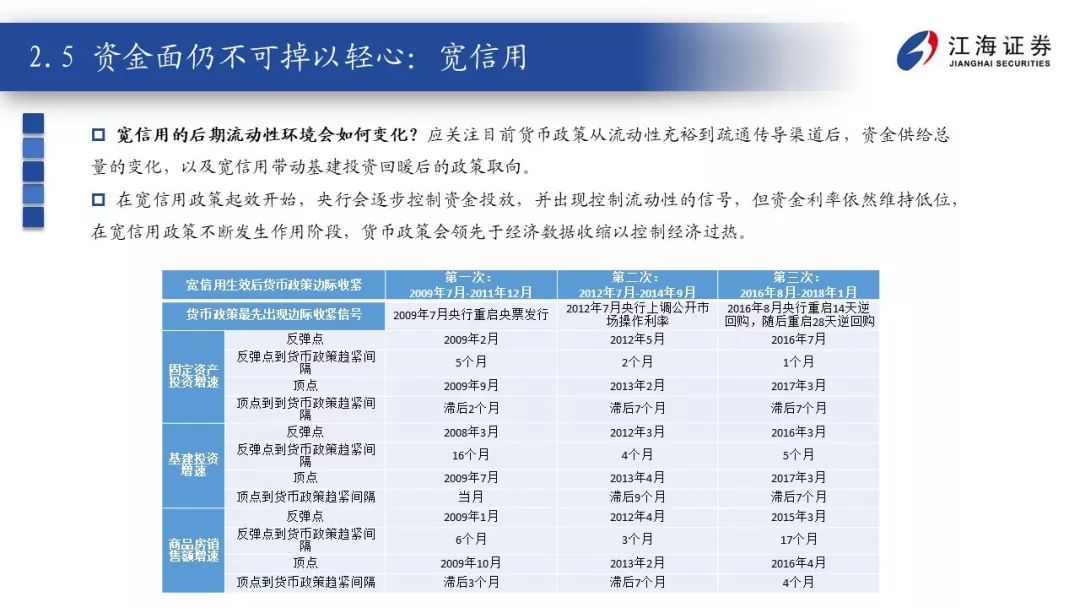 2.5 资金面仍不可掉以轻心：宽信用
江海证券
JIANGHAI SECURITIES
宽信用的后期流动性环境会如何变化？应关注目前货币政策从流动性充裕到疏通传导渠道后，资金供给总
量的变化，以及宽信用带动基建投资回暖后的政策取向。
在宽信用政策起效开始，央行会逐步控制资金投放，并出现控制流动性的信号，但资金利率依然维持低位，
在宽信用政策不断发生作用阶段，货币政策会领先于经济数据收缩以控制经济过热。
宽信用生效后货币政策边际收紧 第一次：2009年7月-2011年12月 第二次：2012年7月-2014年9月 第三次：2016年8月-2018年1月
货币政策最先出现边际收紧信号 2009年7月央行重启央票发行 2012年7月央行上调公开市场操作利率 2016年8月央行重启14天逆回购，随后重启28天逆回购
固定资产投资增速
反弹点 2009年2月 2012年5月 2016年7月
反弹点到货币政策趋紧间隔 5个月 2个月 1个月
顶点 2009年9月 2013年2月 2017年3月
顶点到到货币政策趋紧间隔 滞后2个月 滞后7个月 滞后7个月
基建投资增速
反弹点 2008年3月 2012年3月 2016年3月
反弹点到货币政策趋紧间隔 16个月 4个月 5个月
顶点 2009年7月 2013年4月 2017年3月
顶点到货币政策趋紧间隔 当月 滞后9个月 滞后7个月
商品房销售额增速
反弹点 2009年1月 2012年4月 2015年3月
反弹点到货币政策趋紧间隔 6个月 3个月 17个月
顶点 2009年10月 2013年2月 2016年4月
顶点到货币政策趋紧间隔 滞后3个月 滞后7个月 4个月